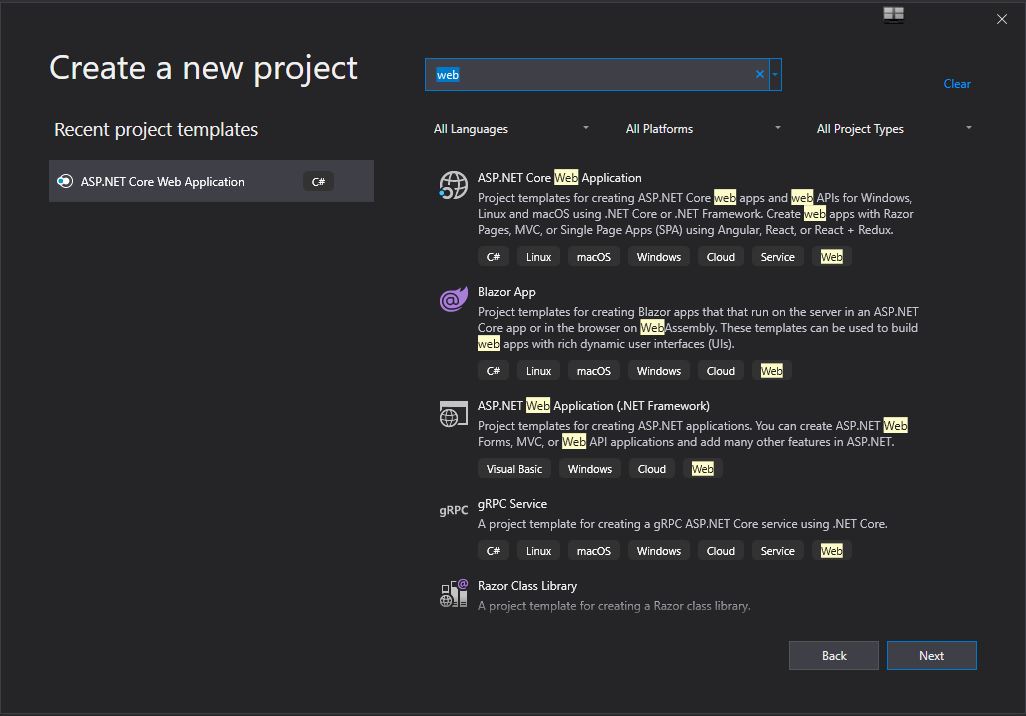 Create a new project
web
Clear
Recent project templates
All Languages
All Platforms
All Project Types
ASP.NET Core Web Application
C#
ASP.NET Core Web Application
Project templates for creating ASP.NET Core web apps and web APIs for Windows,
Linux and macOS using .NET Core or .NET Framework. Create web apps with Razor
Pages, MVC, or Single Page Apps (SPA) using Angular, React, or React + Redux.
C# Linux macOS Windows Cloud Service Web
Blazor App
Project templates for creating Blazor apps that that run on the server in an ASP.NET
Core app or in the browser on WebAssembly. These templates can be used to build
web apps with rich dynamic user interfaces (UIs).
C# Linux macOS Windows Cloud Web
ASP.NET Web Application (.NET Framework)
Project templates for creating ASP.NET applications. You can create ASP.NET Web
Forms, MVC, or Web API applications and add many other features in ASP.NET.
Visual Basic Windows Cloud Web
gRPC
gRPC Service
A project template for creating a gRPC ASP.NET Core service using .NET Core.
C# Linux macOS Windows Cloud Service Web
Razor Class Library
A project template for creating a Razor class library.
Back
Next